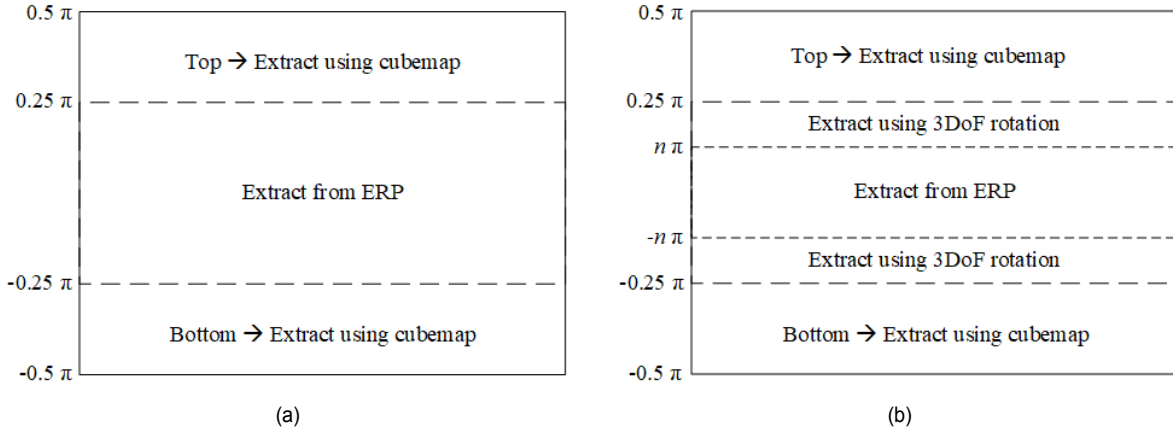 0.5 π
Top → Extract using cubemap
0.25 π
Extract from ERP
-0.25 π
Bottom → Extract using cubemap
-0.5 π
(a)
0.5 π
Top → Extract using cubemap
0.25 π
Extract using 3DoF rotation
n π
Extract from ERP
-n π
Extract using 3DoF rotation
-0.25 π
Bottom → Extract using cubemap
-0.5 π
(b)